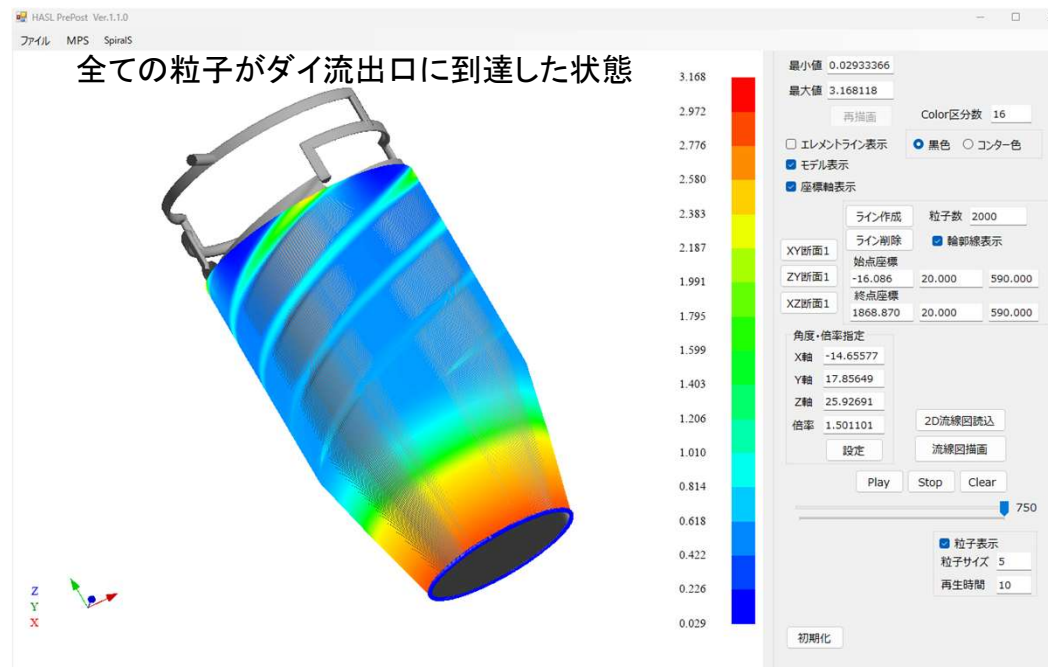 HASL PrePost Ver.1.1.0
ファイル MPS SpiralS
全ての粒子がダイ流出口に到達した状態
3.168
2.972
2.776
2.580
2.383
2.187
1.991
1.795
1.599
1.403
1.206
1.010
0.814
0.618
0.422
0.226
0.029
Z
Y
X
最小値 0.02933366
最大値 3.168118
再描画 Color区分数 16
エレメントライン表示 黒色 コンター色
モデル表示
座標軸表示
ライン作成 粒子数 2000
ライン削除 輪郭線表示
XY断面1
ZY断面1
XZ断面1
始点座標
-16.086 20.000 590.000
終点座標
1868.870 20.000 590.000
角度・倍率指定
X軸 -14.65577
Y軸 17.85649
Z軸 25.92691
倍率 1.501101
設定
2D流線図読込
流線図描画
Play Stop Clear
750
粒子表示
粒子サイズ 5
再生時間 10
初期化